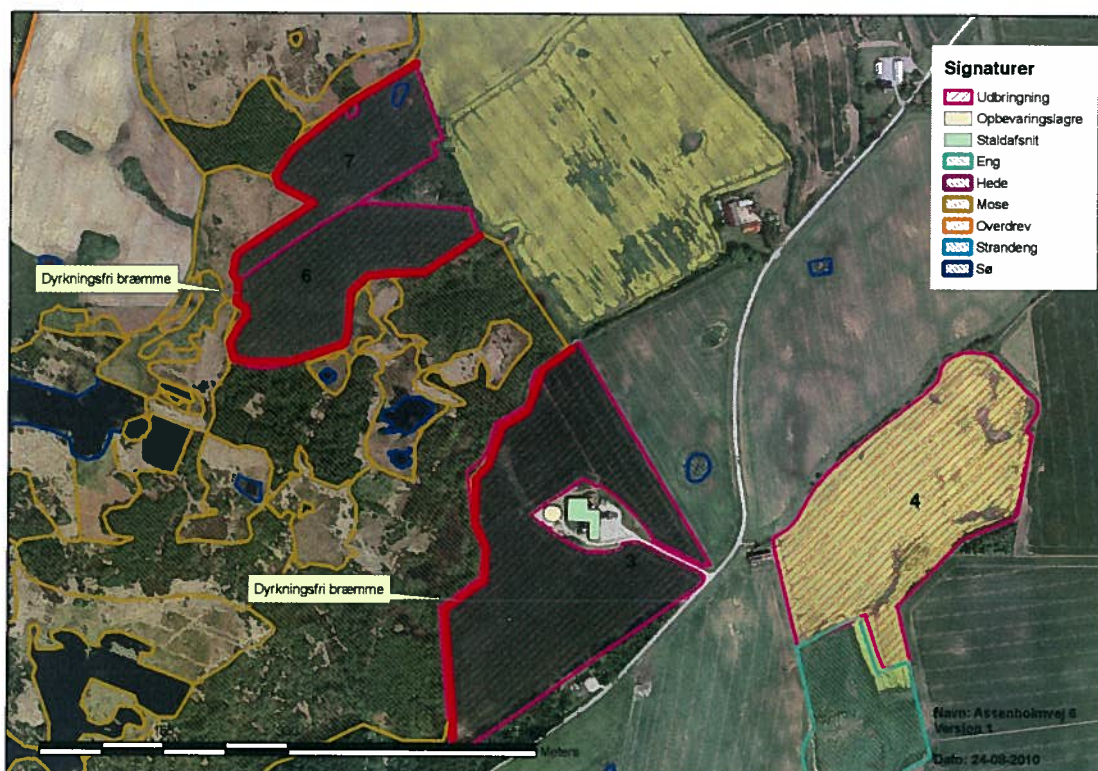 Signaturer
Udbringning
Opbevaringslagre
Staldafsnit
Eng
Hede
Mose
Overdrev
Strandeng
Sø
7
6
Dyrkningsfri bræmme
4
3
Dyrkningsfri bræmme
Meters
Navn: Assenholmvej 6
Version 1
Dato: 24-08-2010